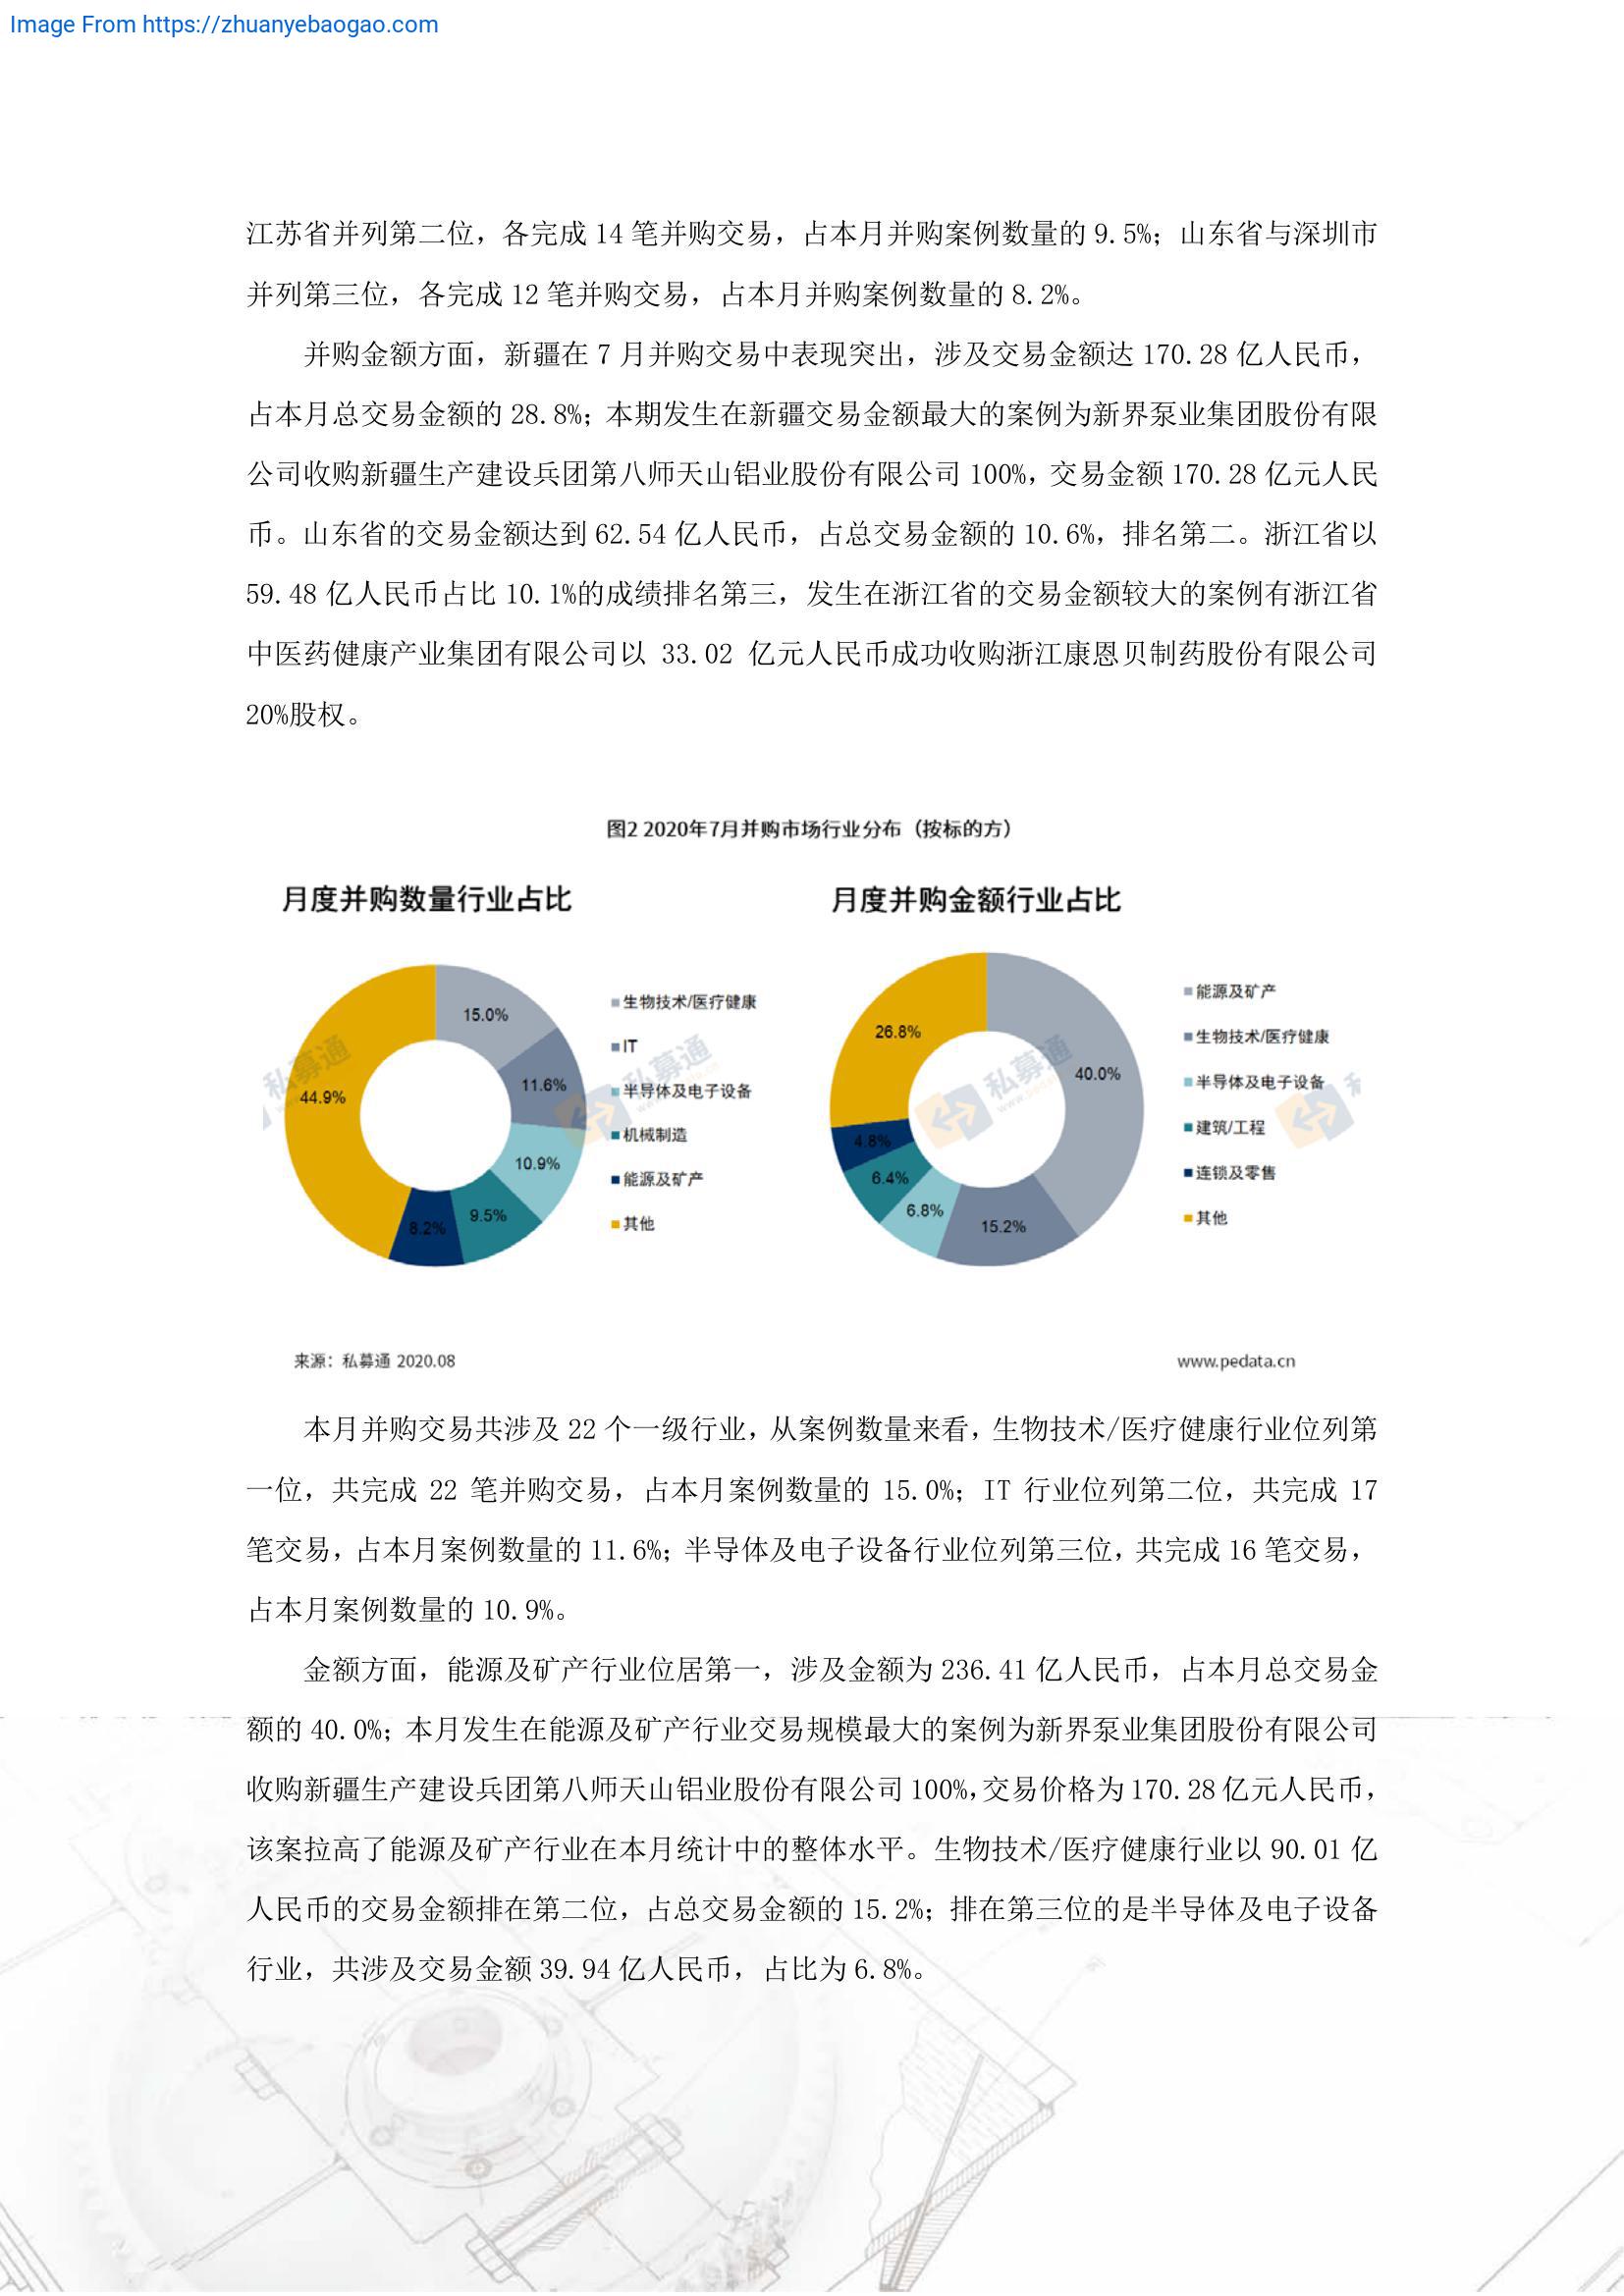 Image From https://zhuanyebaogao.com
江苏省并列第二位，各完成 14 笔并购交易，占本月并购案例数量的 9.5%；山东省与深圳市
并列第三位，各完成 12 笔并购交易，占本月并购案例数量的 8.2%。
并购金额方面，新疆在 7 月并购交易中表现突出，涉及交易金额达 170.28 亿人民币，
占本月总交易金额的 28.8%；本期发生在新疆交易金额最大的案例为新界泵业集团股份有限
公司收购新疆生产建设兵团第八师天山铝业股份有限公司 100%，交易金额 170.28 亿元人民
币。山东省的交易金额达到 62.54 亿人民币，占总交易金额的 10.6%，排名第二。浙江省以
59.48 亿人民币占比 10.1%的成绩排名第三，发生在浙江省的交易金额较大的案例有浙江省
中医药健康产业集团有限公司以 33.02 亿元人民币成功收购浙江康恩贝制药股份有限公司
20%股权。
图2 2020年7月并购市场行业分布（按标的方）
月度并购数量行业占比
15.0%
11.6%
10.9%
9.5%
8.2%
44.9%
生物技术/医疗健康
IT
半导体及电子设备
机械制造
能源及矿产
其他
月度并购金额行业占比
40.0%
15.2%
6.8%
6.4%
4.8%
26.8%
能源及矿产
生物技术/医疗健康
半导体及电子设备
建筑/工程
连锁及零售
其他
私募通
私募通
私募通
来源：私募通 2020.08
www.pedata.cn
本月并购交易共涉及 22 个一级行业，从案例数量来看，生物技术/医疗健康行业位列第
一位，共完成 22 笔并购交易，占本月案例数量的 15.0%；IT 行业位列第二位，共完成 17
笔交易，占本月案例数量的 11.6%；半导体及电子设备行业位列第三位，共完成 16 笔交易，
占本月案例数量的 10.9%。
金额方面，能源及矿产行业位居第一，涉及金额为 236.41 亿人民币，占本月总交易金
额的 40.0%；本月发生在能源及矿产行业交易规模最大的案例为新界泵业集团股份有限公司
收购新疆生产建设兵团第八师天山铝业股份有限公司 100%，交易价格为 170.28 亿元人民币，
该案拉高了能源及矿产行业在本月统计中的整体水平。生物技术/医疗健康行业以 90.01 亿
人民币的交易金额排在第二位，占总交易金额的 15.2%；排在第三位的是半导体及电子设备
行业，共涉及交易金额 39.94 亿人民币，占比为 6.8%。